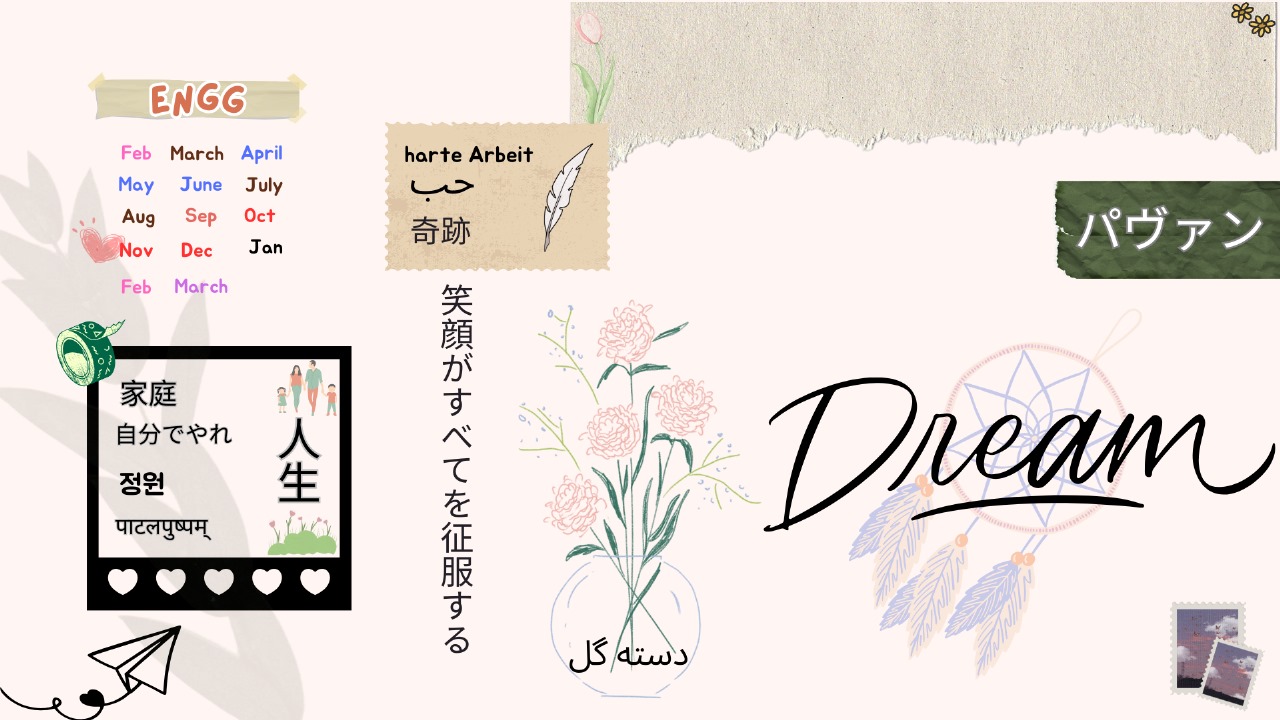 ENGG
Feb March April
May June July
Aug Sep Oct
Nov Dec Jan
Feb March
harte Arbeit
حب
奇跡
パヴァン
笑顔がすべてを征服する
家庭
自分でやれ
정원
पाटलपुष्पम्
人生
دسته گل
Dream